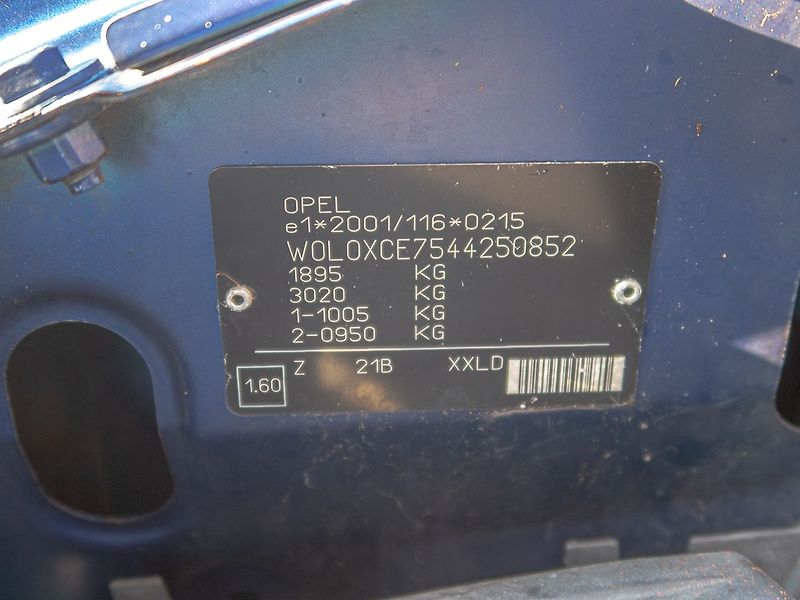 OPEL
e1*2001/116*0215
W0L0XCE7544250852
1895 KG
3020 KG
1-1005 KG
2-0950 KG
1.60 Z 21B XXLD